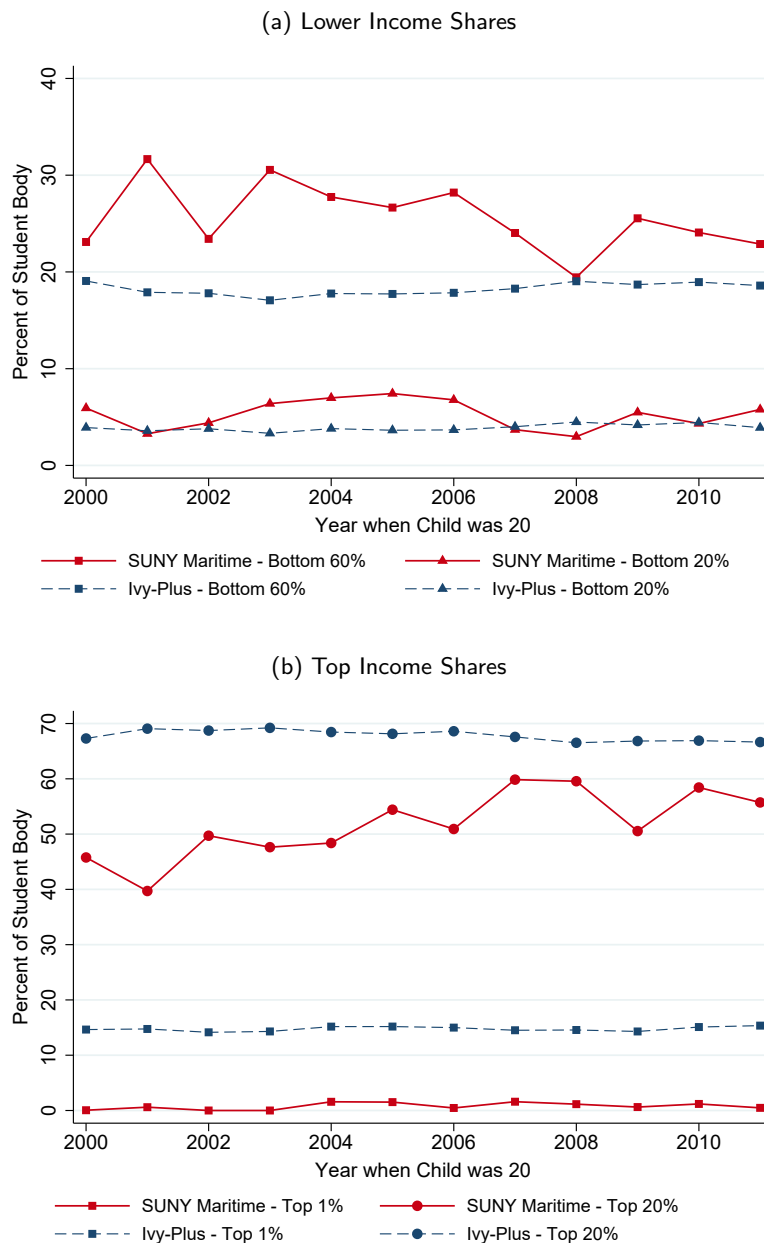 (a) Lower Income Shares
40
30
20
10
0
Percent of Student Body
2000 2002 2004 2006 2008 2010
Year when Child was 20
SUNY Maritime - Bottom 60% SUNY Maritime - Bottom 20%
Ivy-Plus - Bottom 60% Ivy-Plus - Bottom 20%
(b) Top Income Shares
70
60
50
40
30
20
10
0
Percent of Student Body
2000 2002 2004 2006 2008 2010
Year when Child was 20
SUNY Maritime - Top 1% SUNY Maritime - Top 20%
Ivy-Plus - Top 1% Ivy-Plus - Top 20%